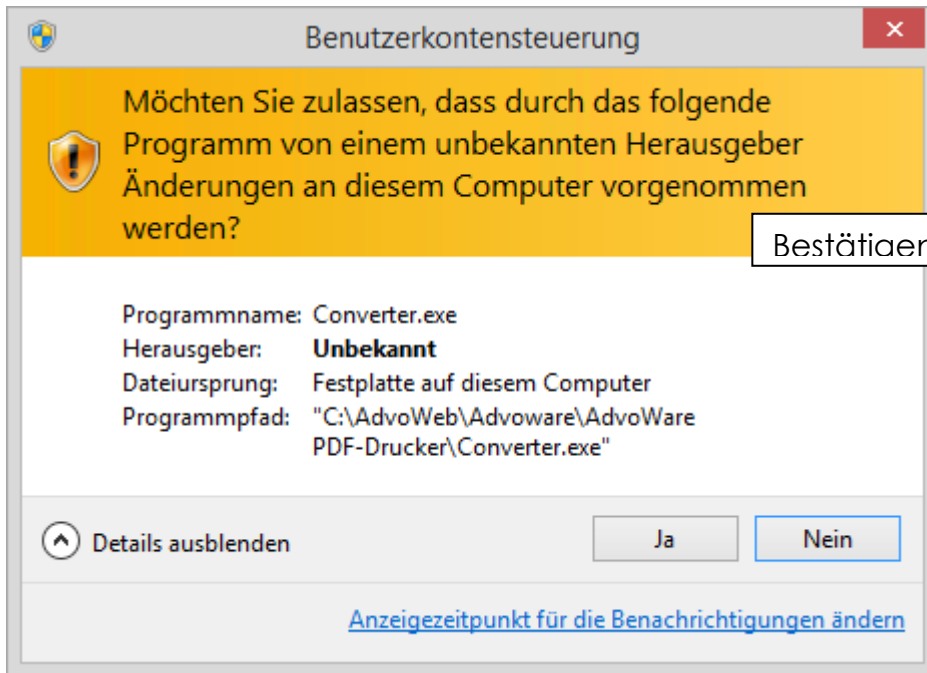 Benutzerkontensteuerung
Möchten Sie zulassen, dass durch das folgende
Programm von einem unbekannten Herausgeber
Änderungen an diesem Computer vorgenommen
werden?
Programmname: Converter.exe
Herausgeber: Unbekannt
Dateiursprung: Festplatte auf diesem Computer
Programmpfad: "C:\AdvoWeb\Advoware\AdvoWare
PDF-Drucker\Converter.exe"
Details ausblenden
Ja
Nein
Anzeigezeitpunkt für die Benachrichtigungen ändern